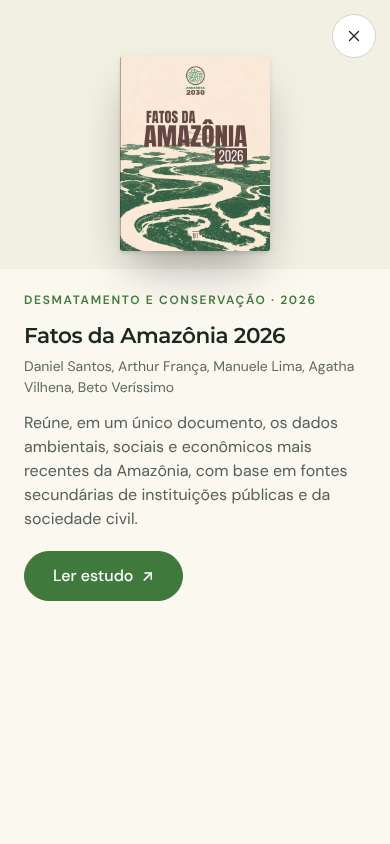 AMAZÔNIA
2030
FATOS DA
AMAZÔNIA
2026
DESMATAMENTO E CONSERVAÇÃO · 2026
Fatos da Amazônia 2026
Daniel Santos, Arthur França, Manuele Lima, Agatha
Vilhena, Beto Veríssimo
Reúne, em um único documento, os dados
ambientais, sociais e econômicos mais
recentes da Amazônia, com base em fontes
secundárias de instituições públicas e da
sociedade civil.
Ler estudo